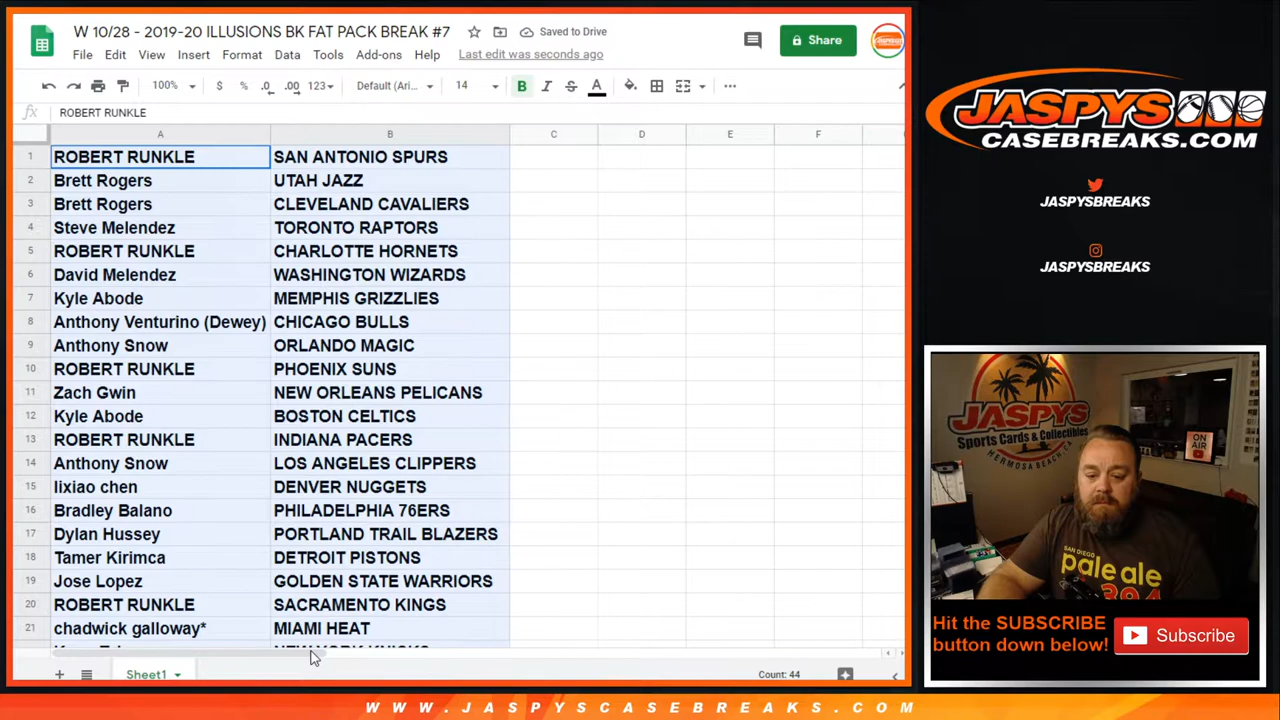 W 10/28 - 2019-20 ILLUSIONS BK FAT PACK BREAK #7
Saved to Drive
File Edit View Insert Format Data Tools Add-ons Help
Last edit was seconds ago
Share
100% $ % .0 .00 123 Default (Ari... 14 B I S A
fx ROBERT RUNKLE
A B C D E F
1 ROBERT RUNKLE SAN ANTONIO SPURS
2 Brett Rogers UTAH JAZZ
3 Brett Rogers CLEVELAND CAVALIERS
4 Steve Melendez TORONTO RAPTORS
5 ROBERT RUNKLE CHARLOTTE HORNETS
6 David Melendez WASHINGTON WIZARDS
7 Kyle Abode MEMPHIS GRIZZLIES
8 Anthony Venturino (Dewey) CHICAGO BULLS
9 Anthony Snow ORLANDO MAGIC
10 ROBERT RUNKLE PHOENIX SUNS
11 Zach Gwin NEW ORLEANS PELICANS
12 Kyle Abode BOSTON CELTICS
13 ROBERT RUNKLE INDIANA PACERS
14 Anthony Snow LOS ANGELES CLIPPERS
15 lixiao chen DENVER NUGGETS
16 Bradley Balano PHILADELPHIA 76ERS
17 Dylan Hussey PORTLAND TRAIL BLAZERS
18 Tamer Kirimca DETROIT PISTONS
19 Jose Lopez GOLDEN STATE WARRIORS
20 ROBERT RUNKLE SACRAMENTO KINGS
21 chadwick galloway* MIAMI HEAT
Sheet1
Count: 44
JASPYS
CASEBREAKS.COM
JASPYSBREAKS
JASPYSBREAKS
JASPYS
Sports Cards & Collectibles
HERMOSA BEACH, CA
ON
AIR
SAN DIEGO
pale ale
394
Hit the SUBSCRIBE
button down below!
Subscribe
WWW.JASPYSCASEBREAKS.COM